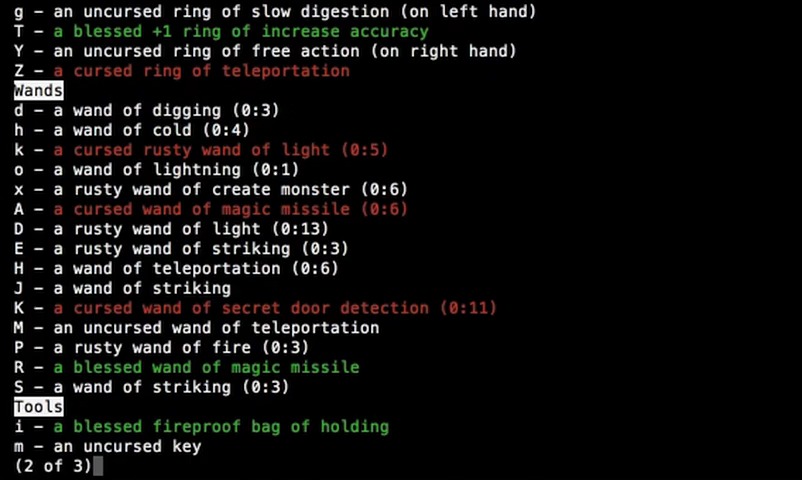 g - an uncursed ring of slow digestion (on left hand)
T - a blessed +1 ring of increase accuracy
Y - an uncursed ring of free action (on right hand)
Z - a cursed ring of teleportation
Wands
d - a wand of digging (0:3)
h - a wand of cold (0:4)
k - a cursed rusty wand of light (0:5)
o - a wand of lightning (0:1)
x - a rusty wand of create monster (0:6)
A - a cursed wand of magic missile (0:6)
D - a rusty wand of light (0:13)
E - a rusty wand of striking (0:3)
H - a wand of teleportation (0:6)
J - a wand of striking
K - a cursed wand of secret door detection (0:11)
M - an uncursed wand of teleportation
P - a rusty wand of fire (0:3)
R - a blessed wand of magic missile
S - a wand of striking (0:3)
Tools
i - a blessed fireproof bag of holding
m - an uncursed key
(2 of 3)